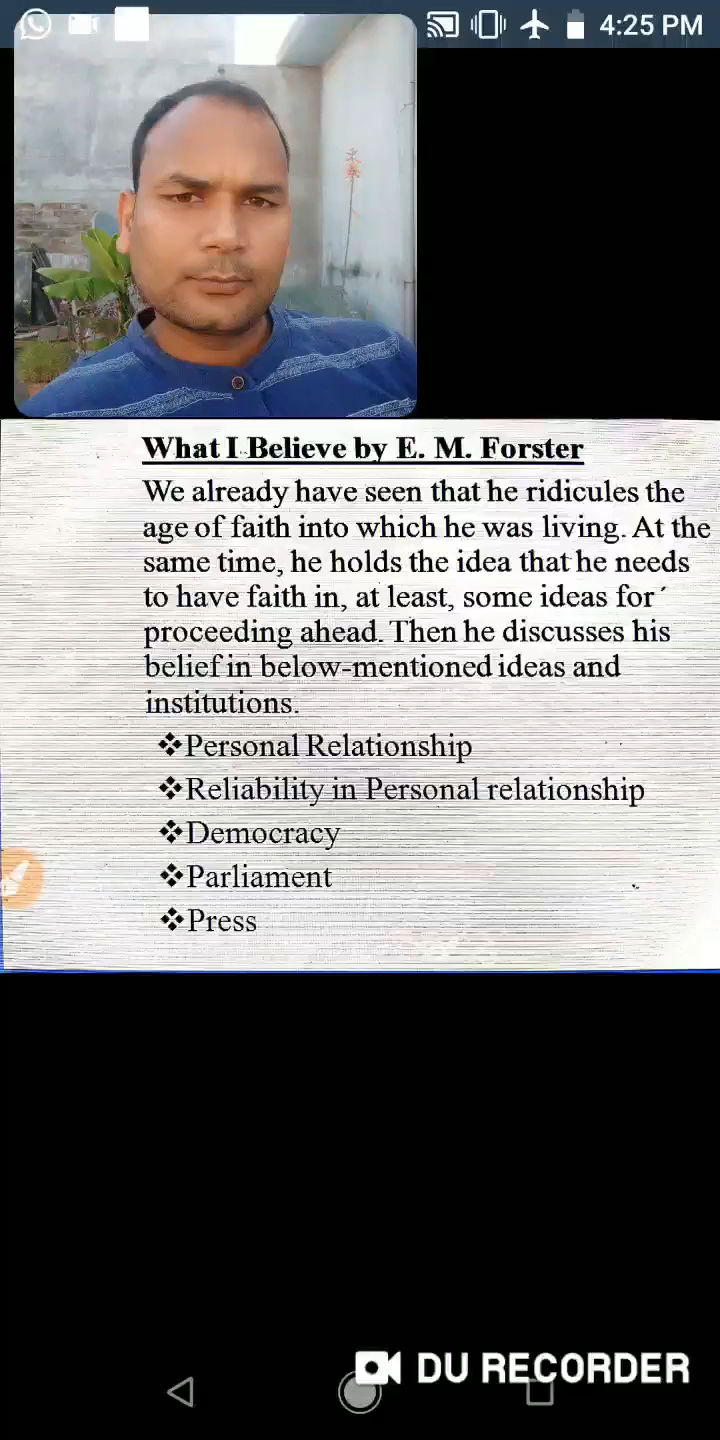 4:25 PM
What I Believe by E. M. Forster
We already have seen that he ridicules the
age of faith into which he was living. At the
same time, he holds the idea that he needs
to have faith in, at least, some ideas for
proceeding ahead. Then he discusses his
belief in below-mentioned ideas and
institutions.
❖Personal Relationship
❖Reliability in Personal relationship
❖Democracy
❖Parliament
❖Press
DU RECORDER